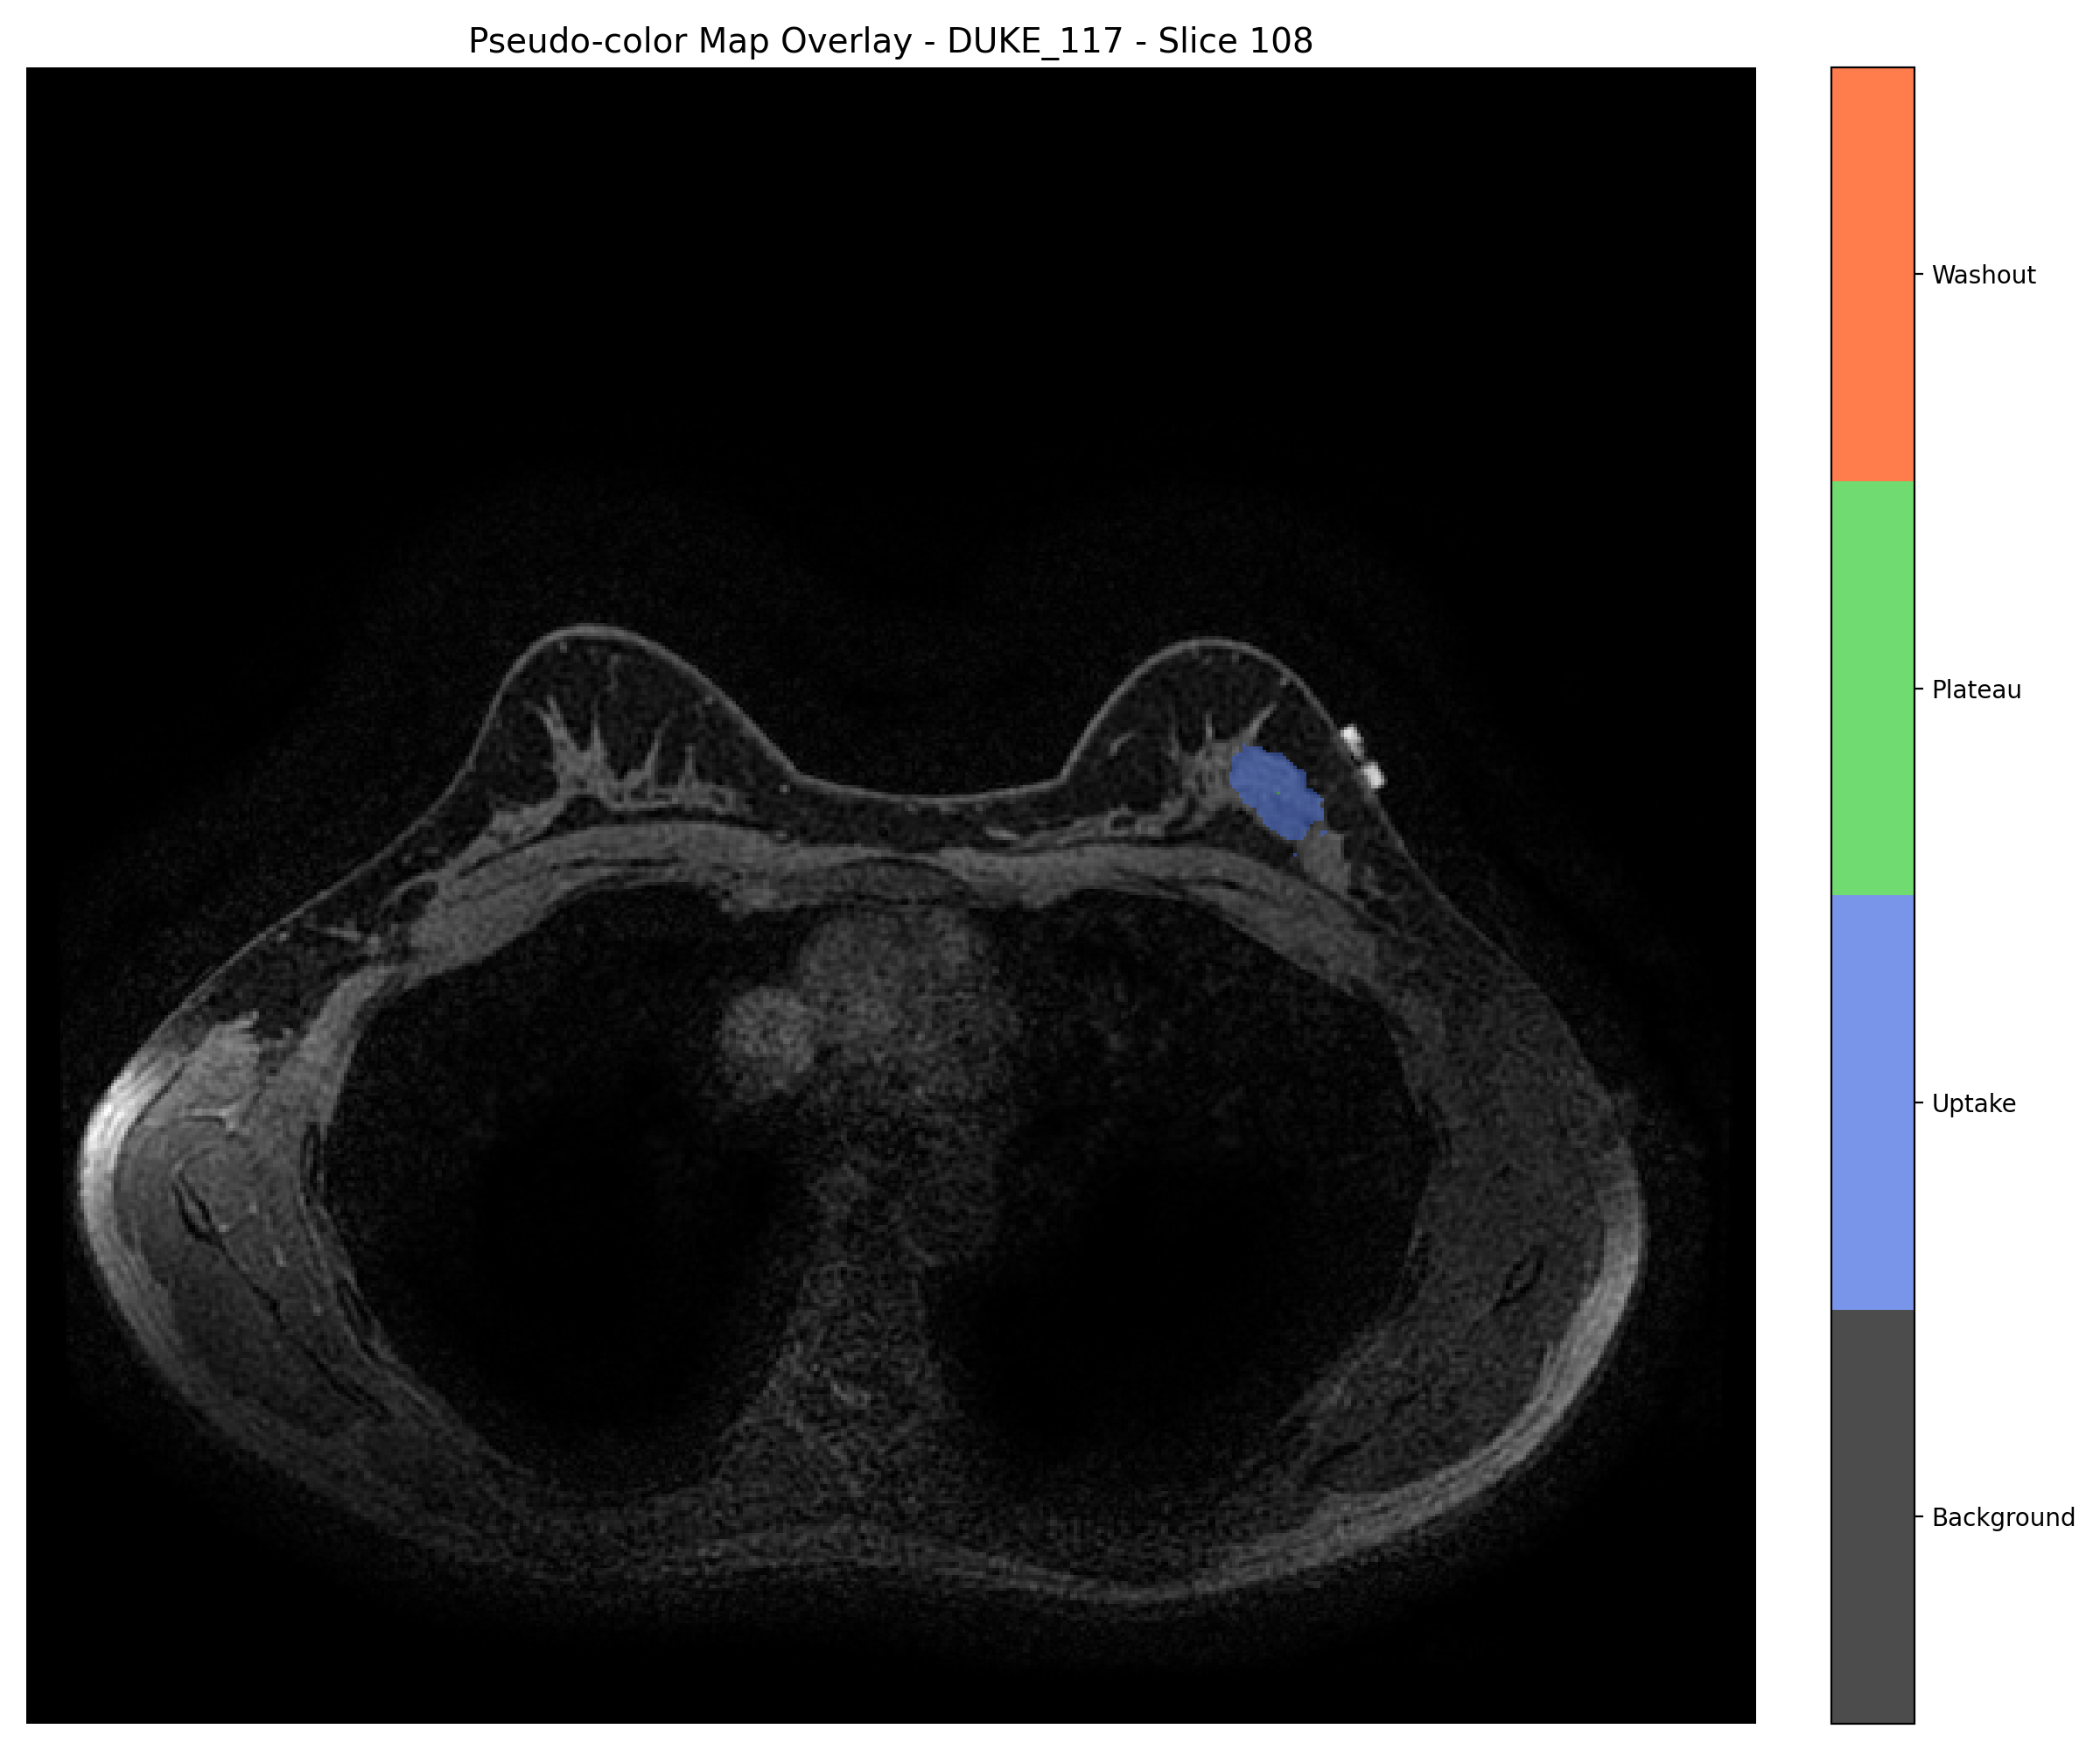 Pseudo-color Map Overlay - DUKE_117 - Slice 108
Washout
Plateau
Uptake
Background